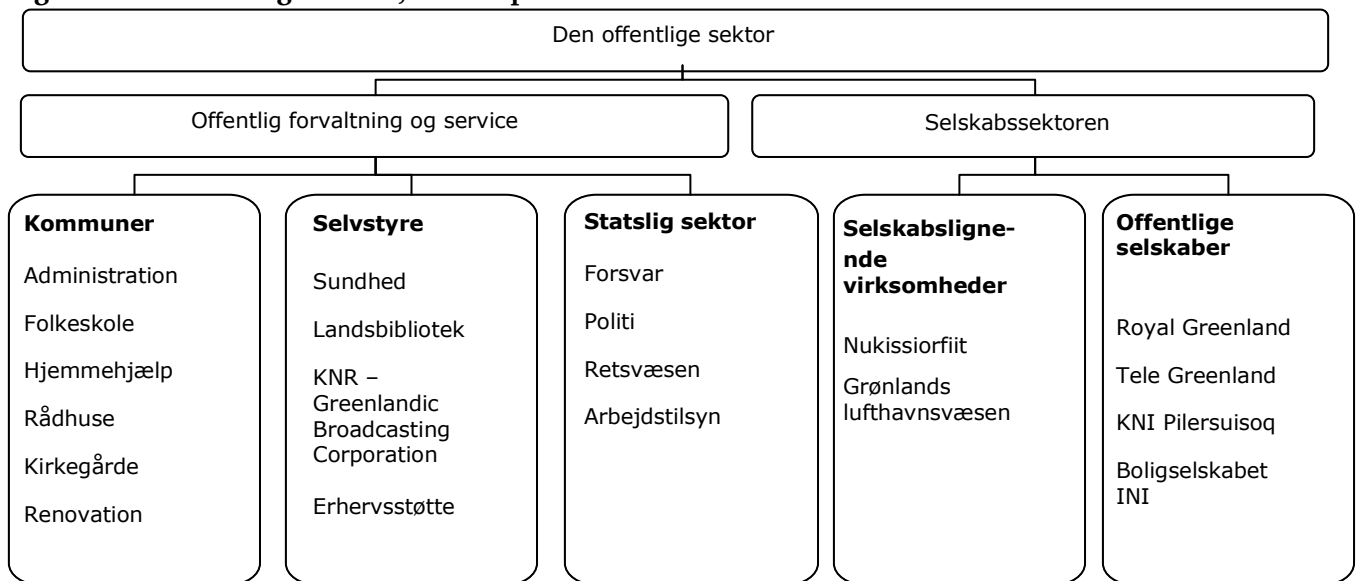 Den offentlige sektor
Offentlig forvaltning og service
Selskabssektoren
Kommuner
Administration
Folkeskole
Hjemmehjælp
Rådhuse
Kirkegårde
Renovation
Selvstyre
Sundhed
Landsbibliotek
KNR –
Greenlandic
Broadcasting
Corporation
Erhervsstøtte
Statslig sektor
Forsvar
Politi
Retsvæsen
Arbejdstilsyn
Selskabsligne-
nde
virksomheder
Nukissiorfiit
Grønlands
lufthavnsvæsen
Offentlige
selskaber
Royal Greenland
Tele Greenland
KNI Pilersuisoq
Boligselskabet
INI